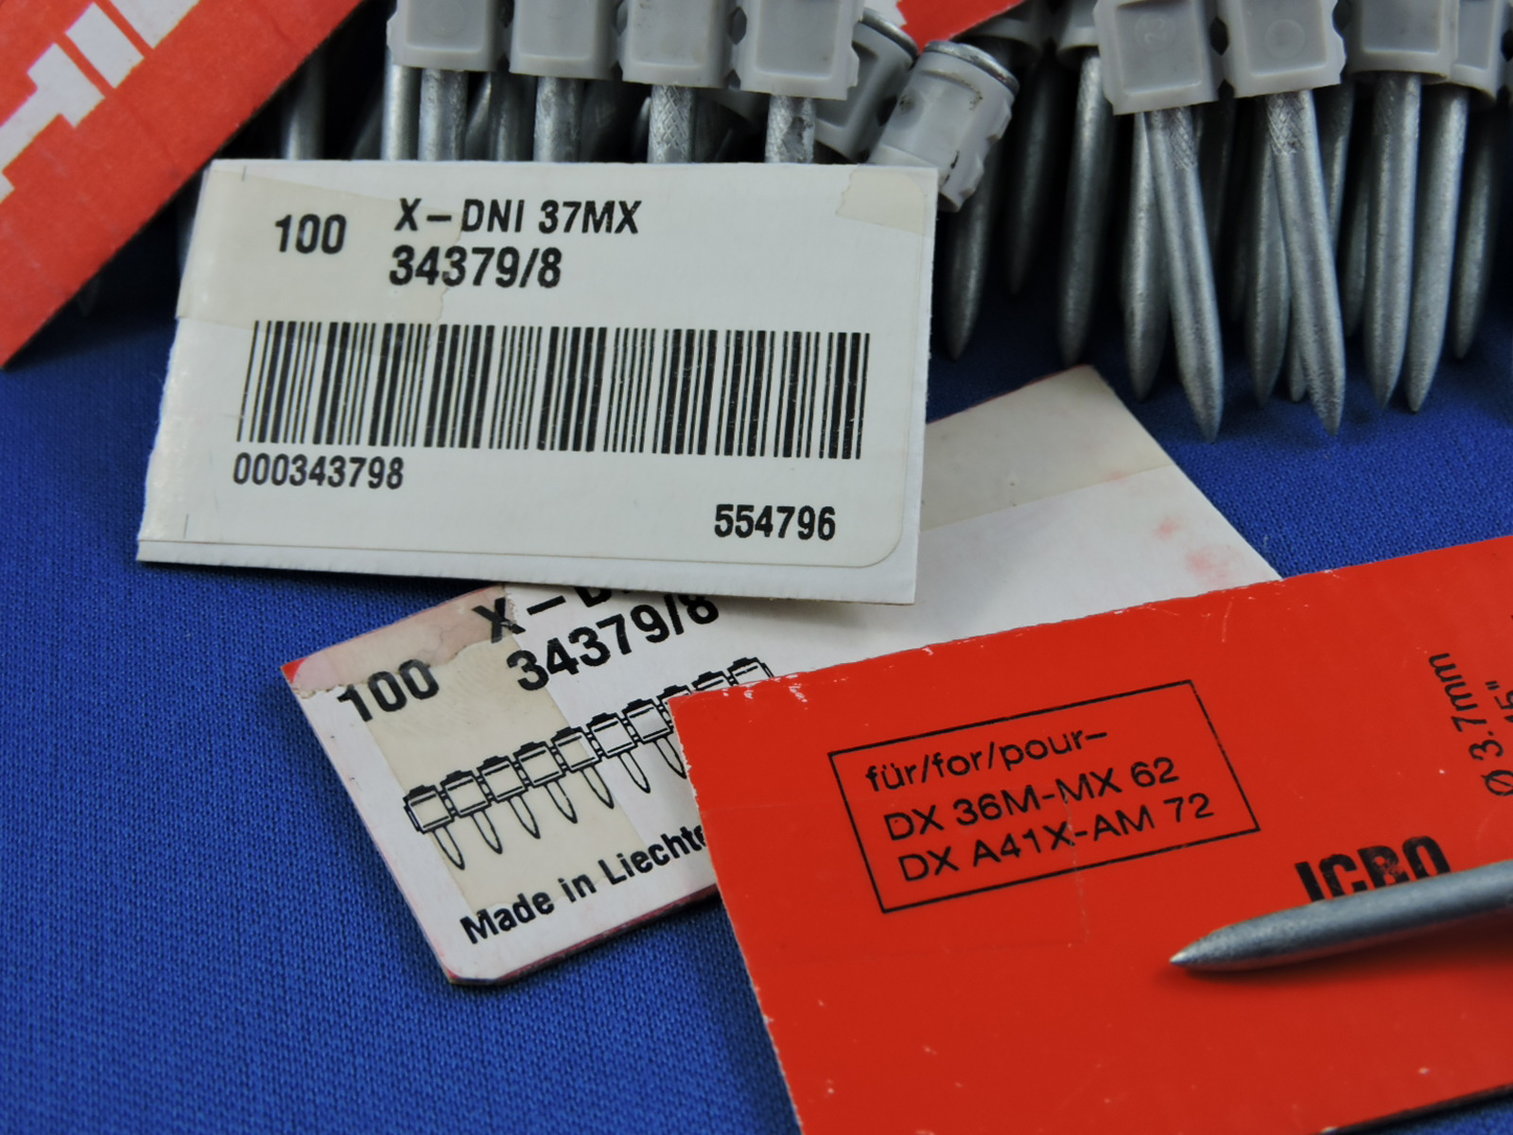 100 X-DNI 37MX
34379/8
000343798
554796
100 X-D
34379/8
Made in Liechte
für/for/pour-
DX 36M-MX 62
DX A41X-AM 72
Ø 3.7mm
ICBO